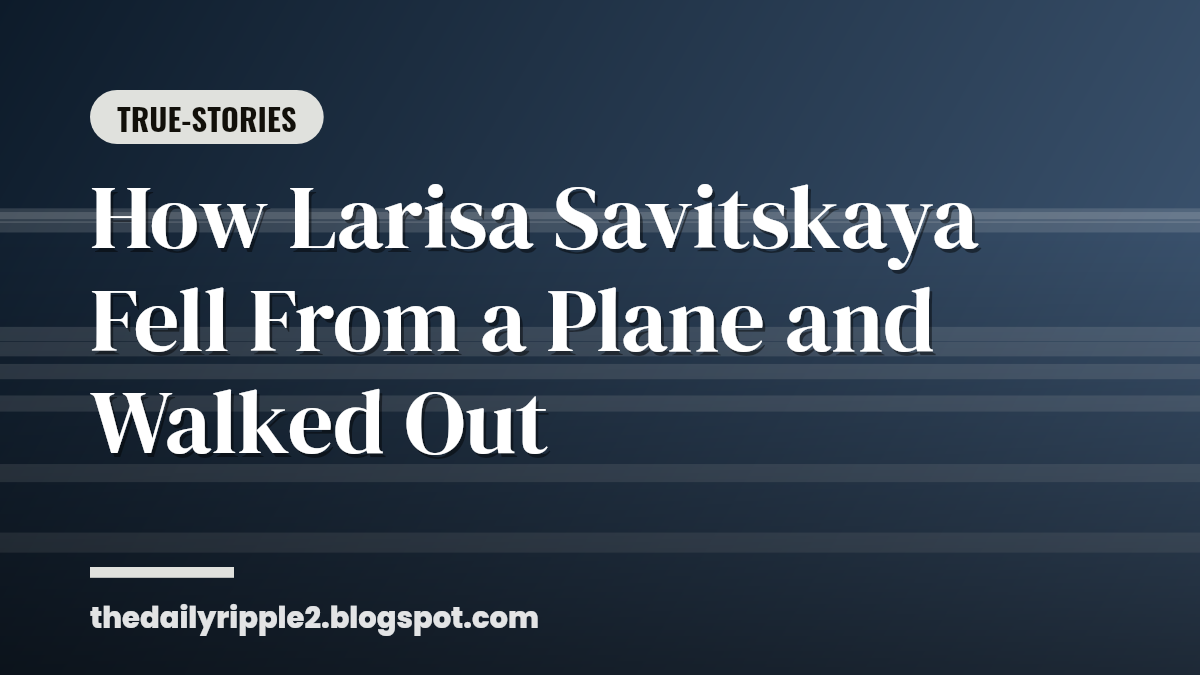 TRUE-STORIES
How Larisa Savitskaya
Fell From a Plane and
Walked Out
thedailyripple2.blogspot.com